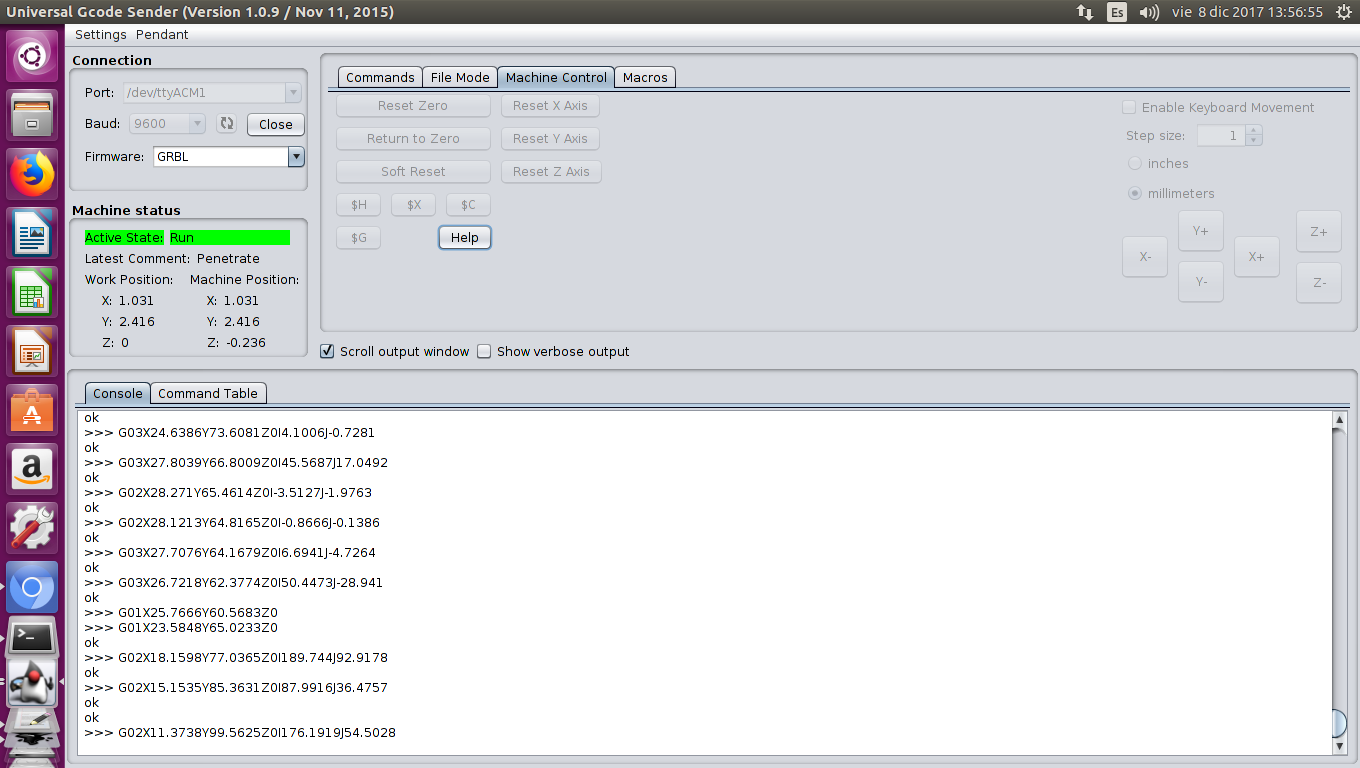 Universal Gcode Sender (Version 1.0.9 / Nov 11, 2015)
Es
vie 8 dic 2017 13:56:55
Settings Pendant
Connection
Port: /dev/ttyACM1
Baud: 9600 Close
Firmware: GRBL
Machine status
Active State: Run
Latest Comment: Penetrate
Work Position: Machine Position:
X: 1.031 X: 1.031
Y: 2.416 Y: 2.416
Z: 0 Z: -0.236
Commands File Mode Machine Control Macros
Reset Zero Reset X Axis
Return to Zero Reset Y Axis
Soft Reset Reset Z Axis
$H $X $C
$G Help
Enable Keyboard Movement
Step size: 1
inches
millimeters
Y+ Z+
X- X+
Y- Z-
Scroll output window Show verbose output
Console Command Table
ok
>>> G03X24.6386Y73.6081Z0I4.1006J-0.7281
ok
>>> G03X27.8039Y66.8009Z0I45.5687J17.0492
ok
>>> G02X28.271Y65.4614Z0I-3.5127J-1.9763
ok
>>> G02X28.1213Y64.8165Z0I-0.8666J-0.1386
ok
>>> G03X27.7076Y64.1679Z0I6.6941J-4.7264
ok
>>> G03X26.7218Y62.3774Z0I50.4473J-28.941
ok
>>> G01X25.7666Y60.5683Z0
>>> G01X23.5848Y65.0233Z0
ok
>>> G02X18.1598Y77.0365Z0I189.744J92.9178
ok
>>> G02X15.1535Y85.3631Z0I87.9916J36.4757
ok
ok
>>> G02X11.3738Y99.5625Z0I176.1919J54.5028